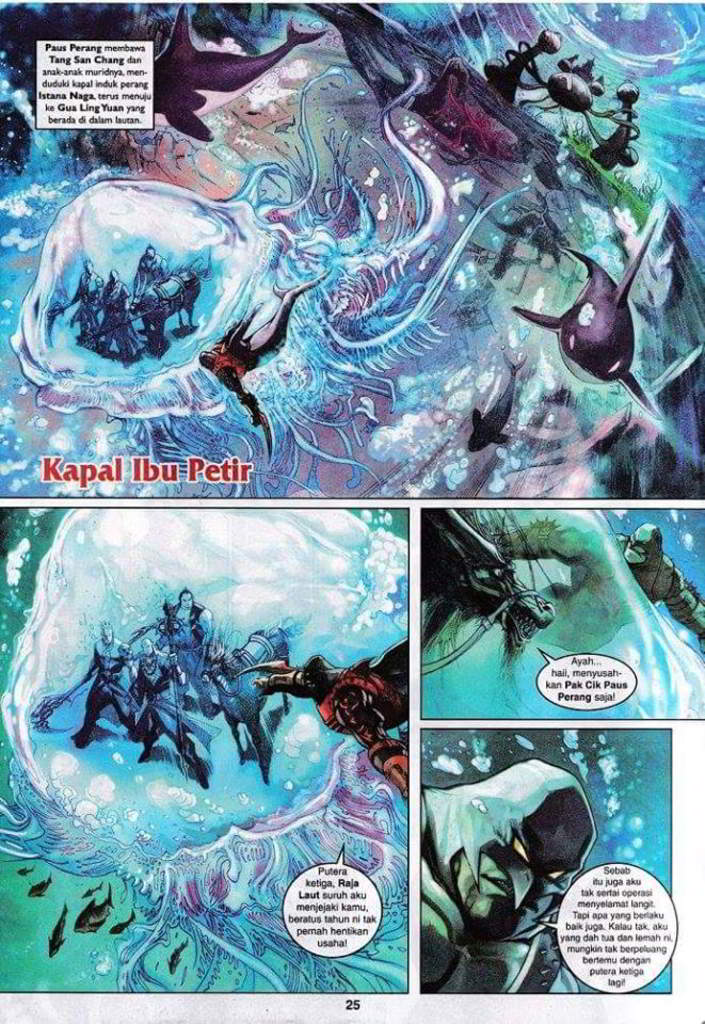 Paus Perang membawa
Tang San Chang dan
anak-anak muridnya, men-
duduki kapal induk perang
Istana Naga, terus menuju
ke Gua Ling Yuan yang
berada di dalam lautan.
Kapal Ibu Petir
Putera
ketiga, Raja
Laut suruh aku
menjejaki kamu,
beratus tahun ni tak
pernah hentikan
usaha!
Ayah...
haii, menyusah-
kan Pak Cik Paus
Perang saja!
Sebab
itu juga aku
tak sertai operasi
menyelamat langit.
Tapi apa yang berlaku
baik juga. Kalau tak, aku
yang dah tua dan lemah ni,
mungkin tak berpeluang
bertemu dengan
putera ketiga
lagi!
25